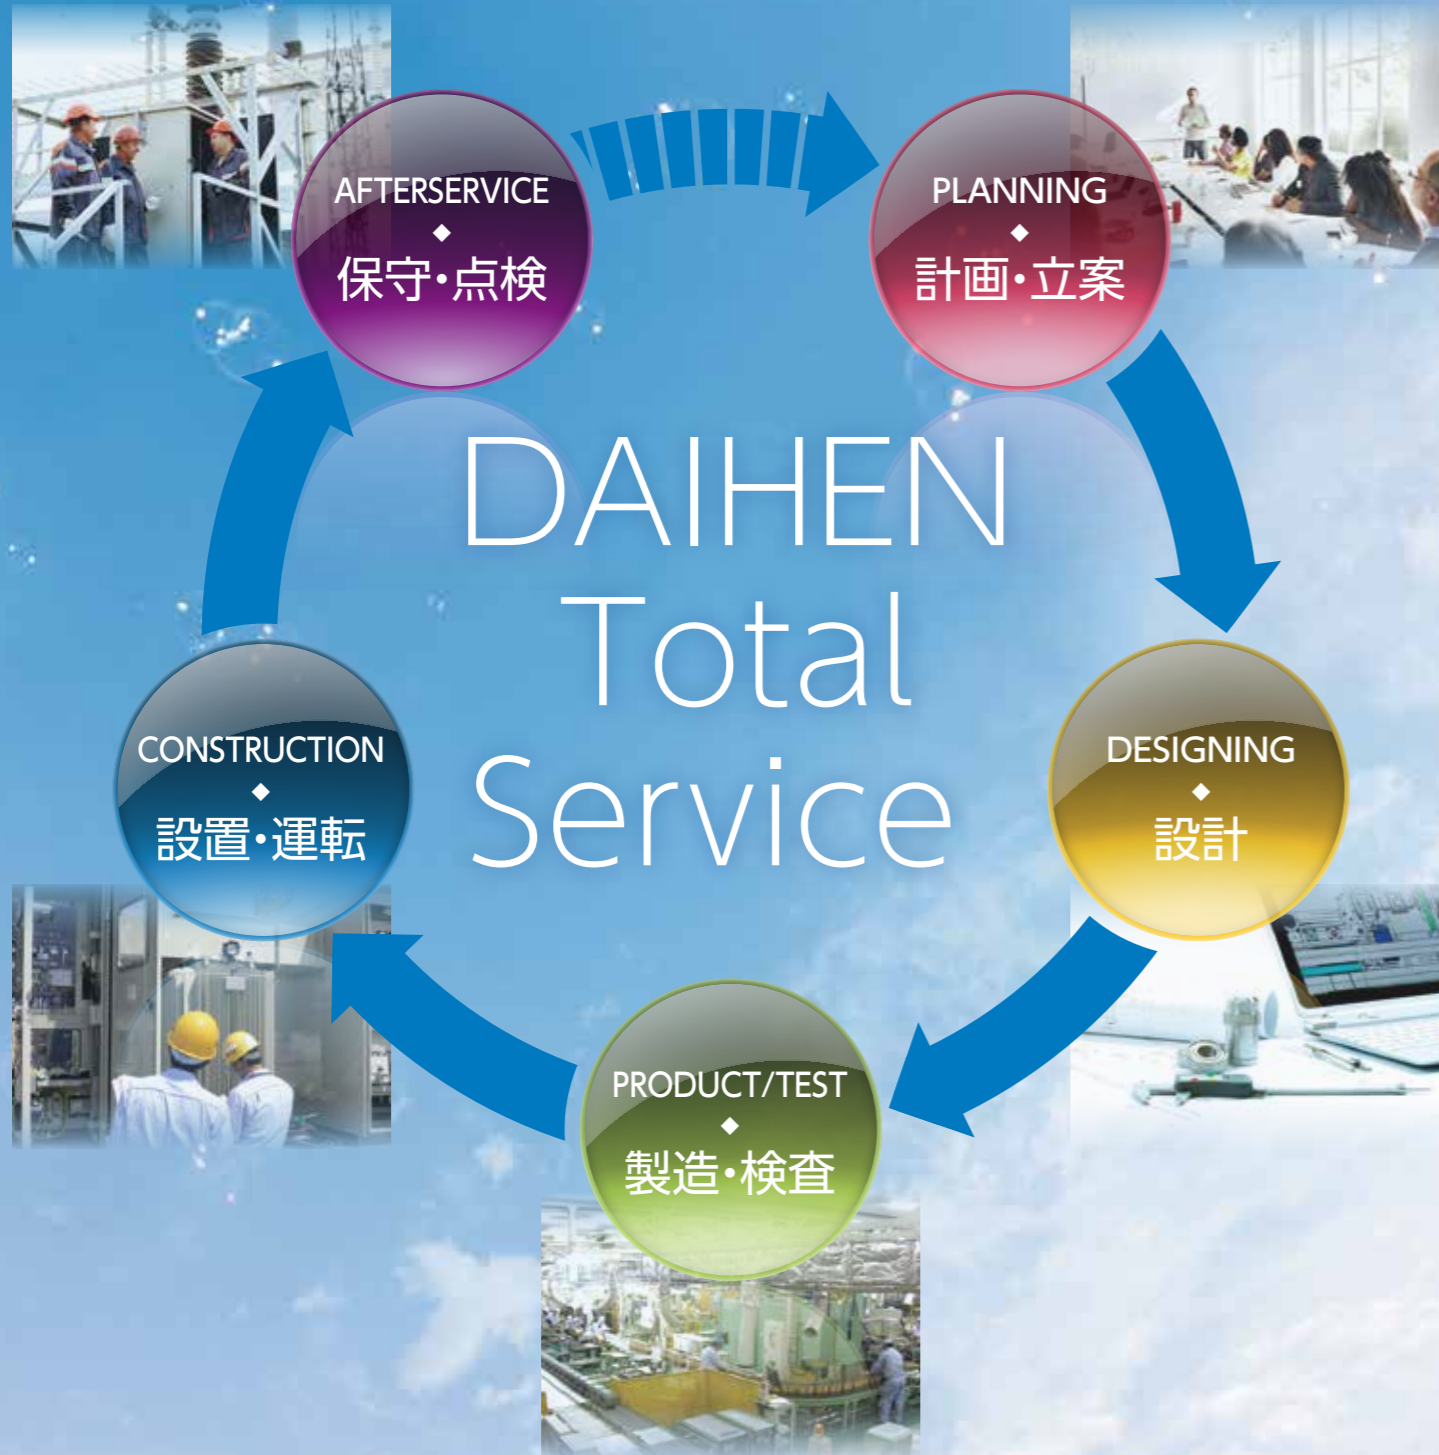 AFTERSERVICE
◆
保守・点検
PLANNING
◆
計画・立案
DAIHEN
Total
Service
CONSTRUCTION
◆
設置・運転
DESIGNING
◆
設計
PRODUCT/TEST
◆
製造・検査